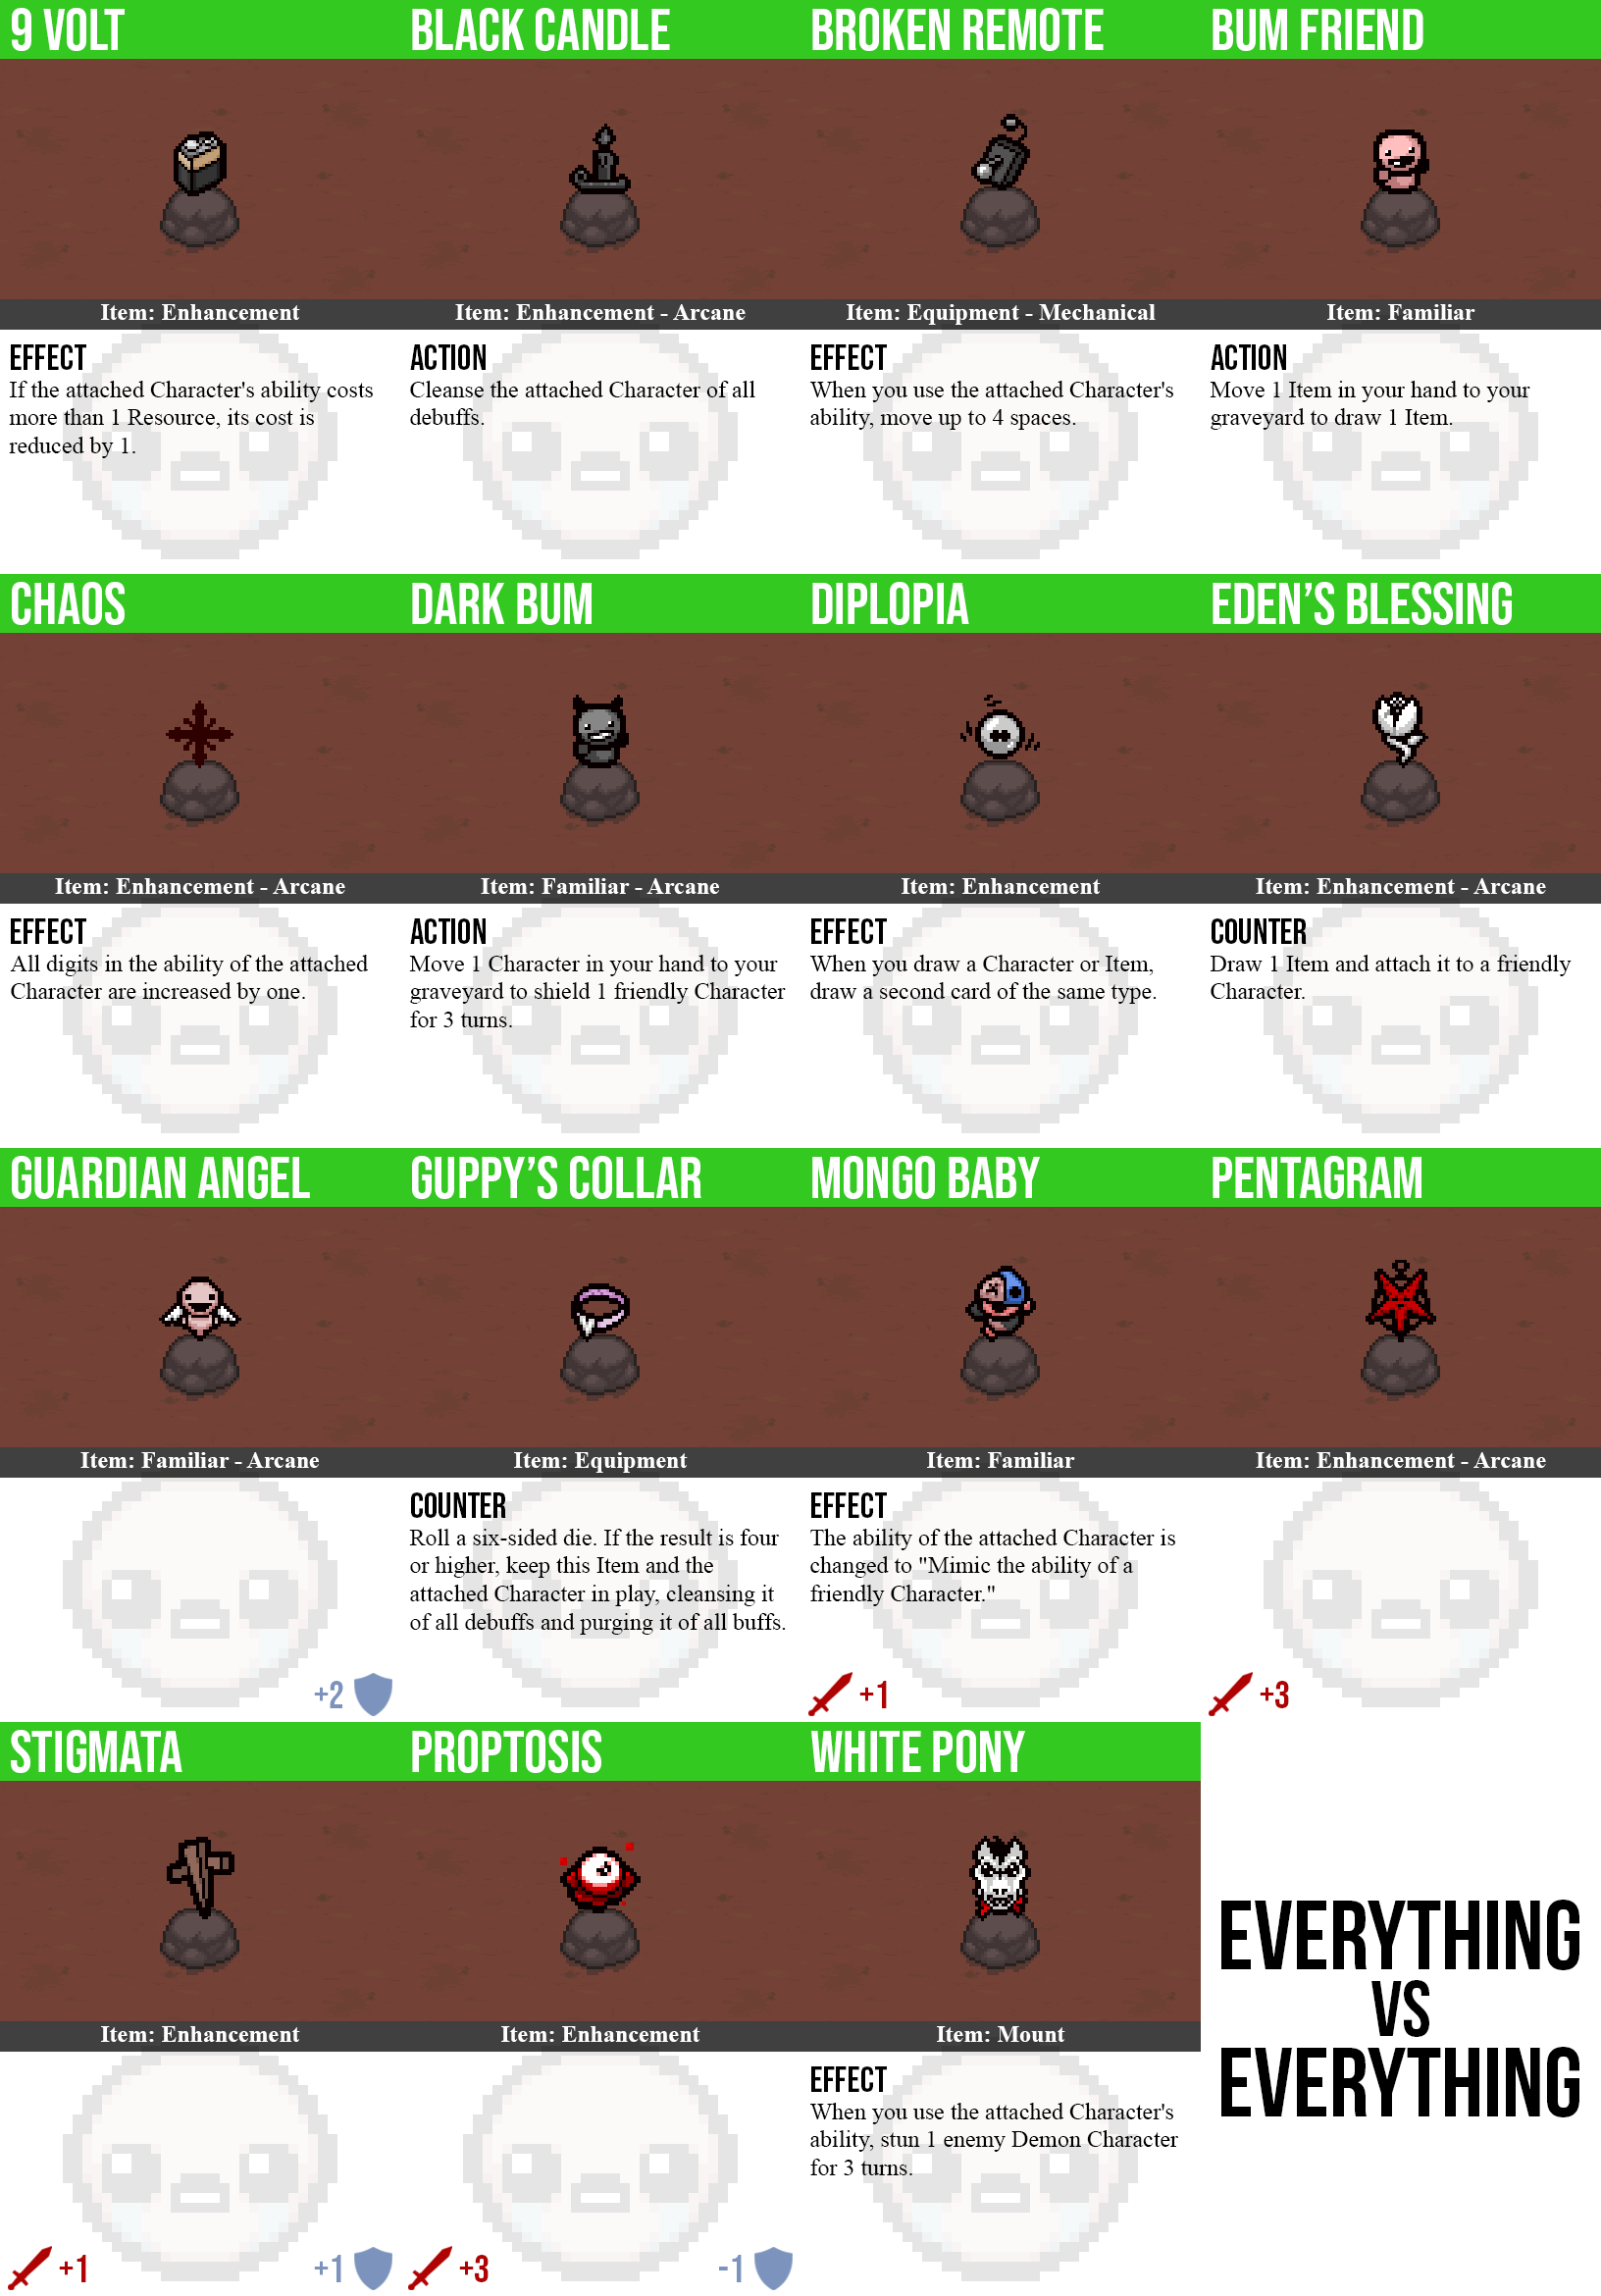 9 VOLT
Item: Enhancement
EFFECT
If the attached Character's ability costs
more than 1 Resource, its cost is
reduced by 1.
BLACK CANDLE
Item: Enhancement - Arcane
ACTION
Cleanse the attached Character of all
debuffs.
BROKEN REMOTE
Item: Equipment - Mechanical
EFFECT
When you use the attached Character's
ability, move up to 4 spaces.
BUM FRIEND
Item: Familiar
ACTION
Move 1 Item in your hand to your
graveyard to draw 1 Item.
CHAOS
Item: Enhancement - Arcane
EFFECT
All digits in the ability of the attached
Character are increased by one.
DARK BUM
Item: Familiar - Arcane
ACTION
Move 1 Character in your hand to your
graveyard to shield 1 friendly Character
for 3 turns.
DIPLOPIA
Item: Enhancement
EFFECT
When you draw a Character or Item,
draw a second card of the same type.
EDEN’S BLESSING
Item: Enhancement - Arcane
COUNTER
Draw 1 Item and attach it to a friendly
Character.
GUARDIAN ANGEL
Item: Familiar - Arcane
+2
GUPPY’S COLLAR
Item: Equipment
COUNTER
Roll a six-sided die. If the result is four
or higher, keep this Item and the
attached Character in play, cleansing it
of all debuffs and purging it of all buffs.
MONGO BABY
Item: Familiar
EFFECT
The ability of the attached Character is
changed to "Mimic the ability of a
friendly Character."
+1
PENTAGRAM
Item: Enhancement - Arcane
+3
STIGMATA
Item: Enhancement
+1
+1
PROPTOSIS
Item: Enhancement
+3
-1
WHITE PONY
Item: Mount
EFFECT
When you use the attached Character's
ability, stun 1 enemy Demon Character
for 3 turns.
EVERYTHING
VS
EVERYTHING